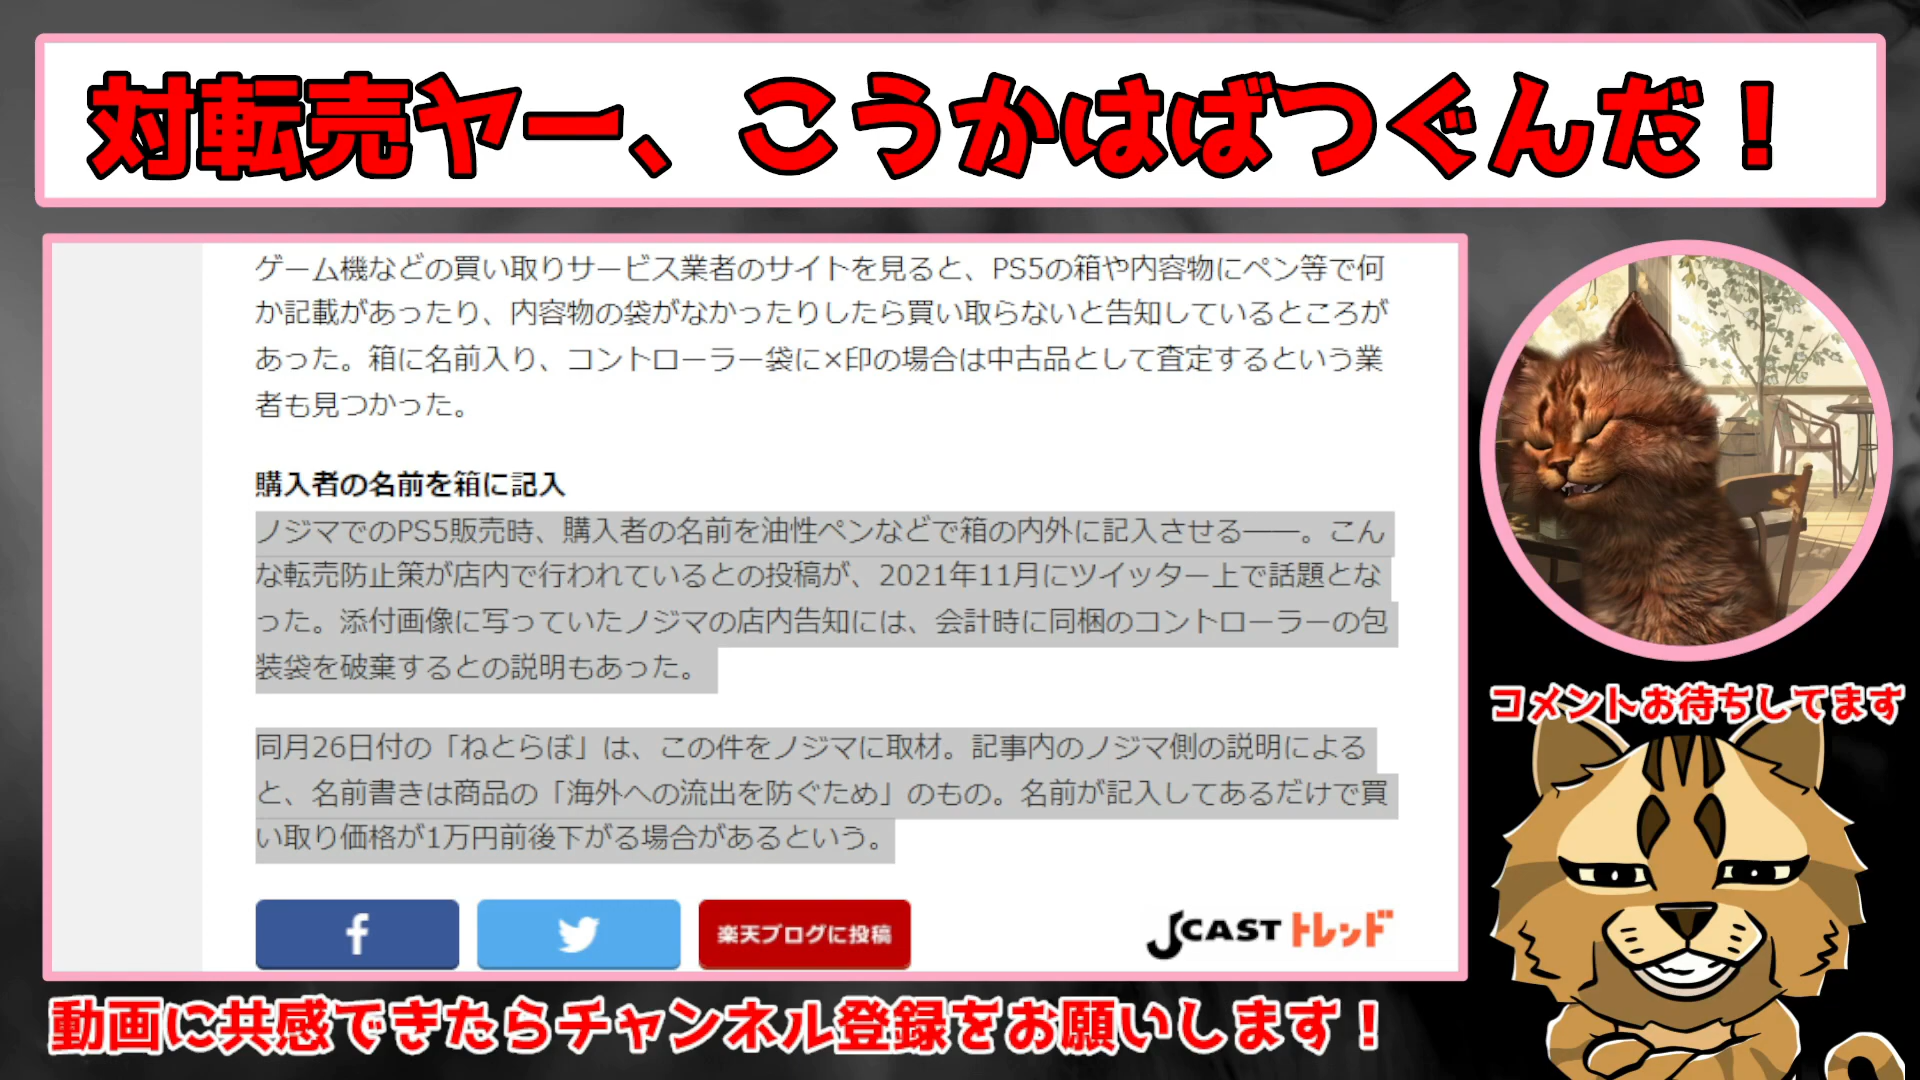 対転売ヤー、こうかはばつぐんだ！
ゲーム機などの買い取りサービス業者のサイトを見ると、PS5の箱や内容物にペン等で何
か記載があったり、内容物の袋がなかったりしたら買い取らないと告知しているところが
あった。箱に名前入り、コントローラー袋に×印の場合は中古品として査定するという業
者も見つかった。
購入者の名前を箱に記入
ノジマでのPS5販売時、購入者の名前を油性ペンなどで箱の内外に記入させる――。こん
な転売防止策が店内で行われているとの投稿が、2021年11月にツイッター上で話題とな
った。添付画像に写っていたノジマの店内告知には、会計時に同梱のコントローラーの包
装袋を破棄するとの説明もあった。
同月26日付の「ねとらぼ」は、この件をノジマに取材。記事内のノジマ側の説明による
と、名前書きは商品の「海外への流出を防ぐため」のもの。名前が記入してあるだけで買
い取り価格が1万円前後下がる場合があるという。
f
楽天ブログに投稿
J CAST トレンド
コメントお待ちしてます
動画に共感できたらチャンネル登録をお願いします！